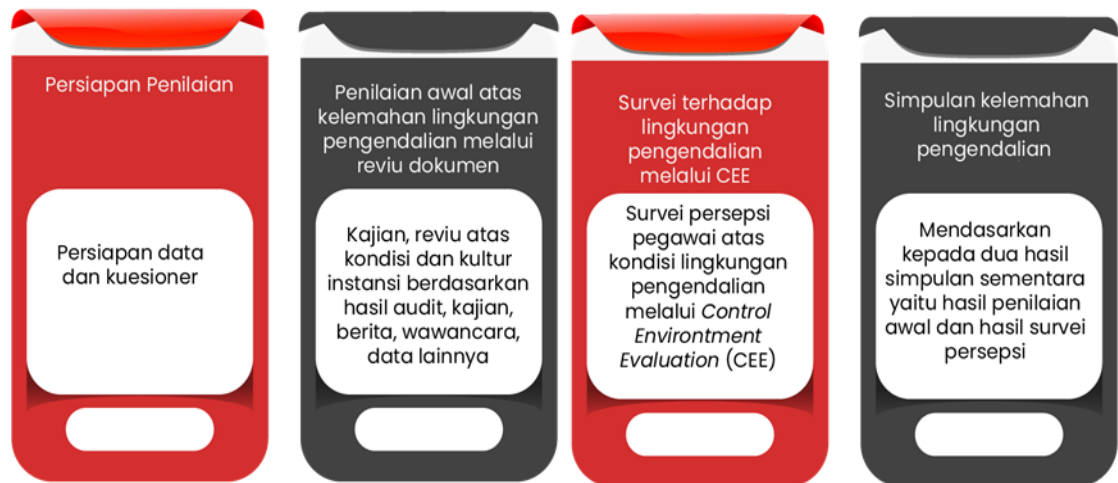 Persiapan Penilaian
Persiapan data
dan kuesioner
Penilaian awal atas
kelemahan lingkungan
pengendalian melalui
reviu dokumen
Kajian, reviu atas
kondisi dan kultur
instansi berdasarkan
hasil audit, kajian,
berita, wawancara,
data lainnya
Survei terhadap
lingkungan
pengendalian
melalui CEE
Survei persepsi
pegawai atas
kondisi lingkungan
pengendalian
melalui Control
Environtment
Evaluation (CEE)
Simpulan kelemahan
lingkungan
pengendalian
Mendasarkan
kepada dua hasil
simpulan sementara
yaitu hasil penilaian
awal dan hasil survei
persepsi